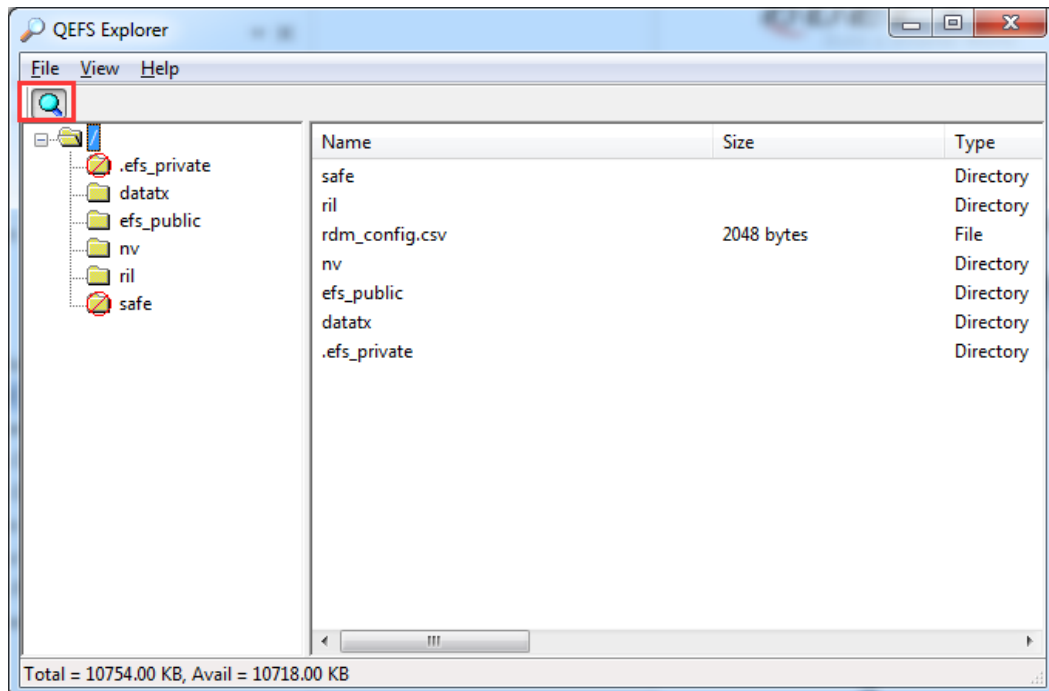 QEFS Explorer
File View Help
/
.efs_private
datatx
efs_public
nv
ril
safe
Name Size Type
safe Directory
ril Directory
rdm_config.csv 2048 bytes File
nv Directory
efs_public Directory
datatx Directory
.efs_private Directory
Total = 10754.00 KB, Avail = 10718.00 KB